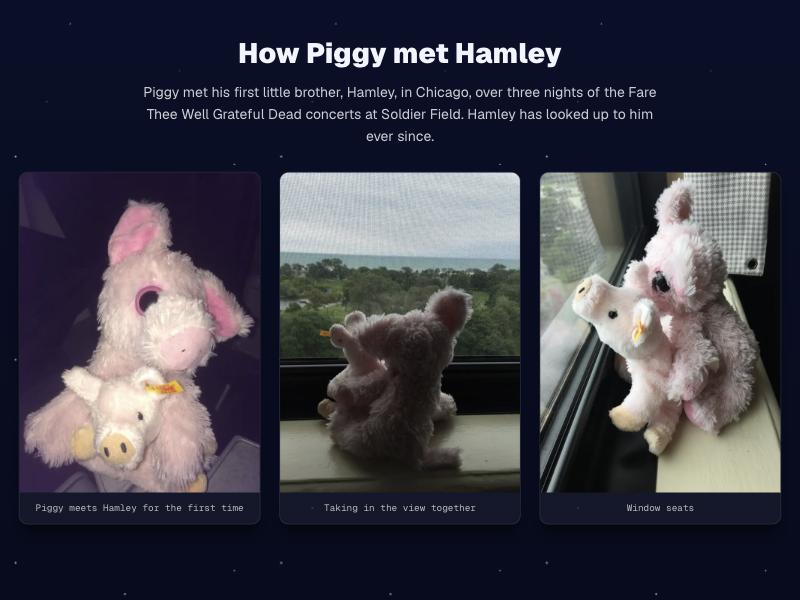 How Piggy met Hamley
Piggy met his first little brother, Hamley, in Chicago, over three nights of the Fare
Thee Well Grateful Dead concerts at Soldier Field. Hamley has looked up to him
ever since.
Piggy meets Hamley for the first time
Taking in the view together
Window seats